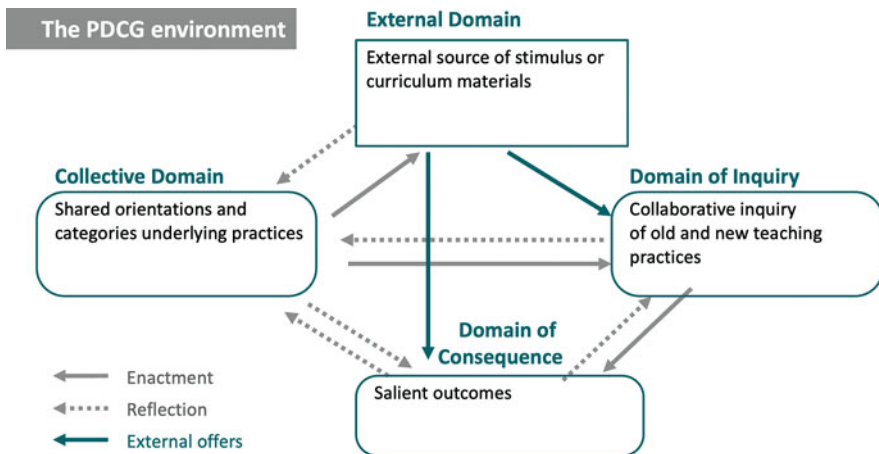 The PDCG environment
External Domain
External source of stimulus or
curriculum materials
Collective Domain
Shared orientations and
categories underlying practices
Domain of Inquiry
Collaborative inquiry
of old and new teaching
practices
Domain of
Consequence
Salient outcomes
Enactment
Reflection
External offers